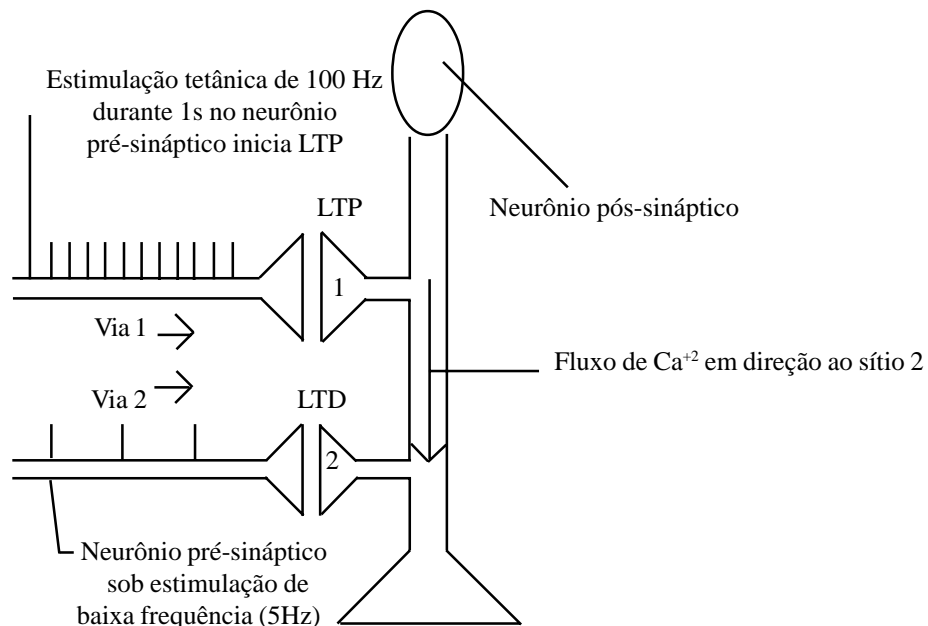 Estimulação tetânica de 100 Hz
durante 1s no neurônio
pré-sináptico inicia LTP
Neurônio pós-sináptico
LTP
1
Via 1
Fluxo de Ca⁺² em direção ao sítio 2
Via 2
LTD
2
Neurônio pré-sináptico
sob estimulação de
baixa frequência (5Hz)